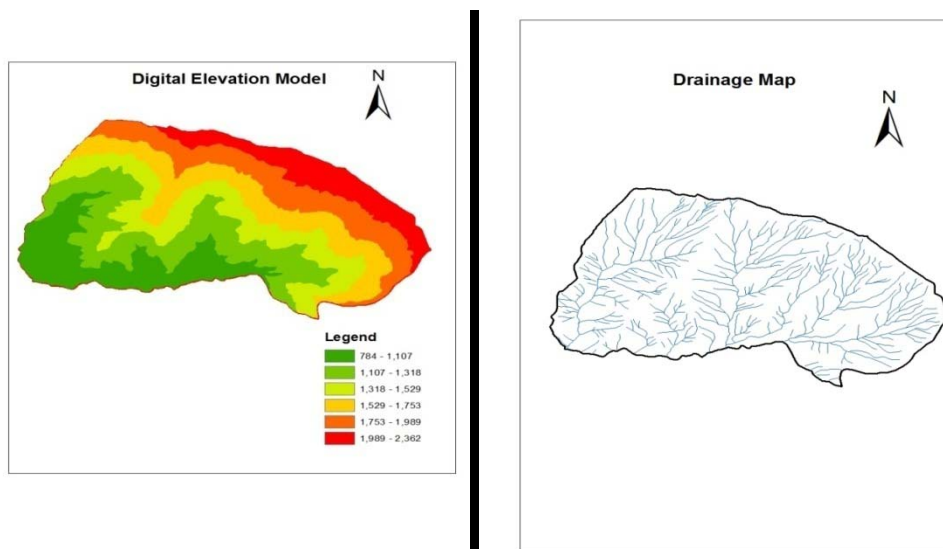 Digital Elevation Model
N
Legend
784 - 1,107
1,107 - 1,318
1,318 - 1,529
1,529 - 1,753
1,753 - 1,989
1,989 - 2,362
Drainage Map
N